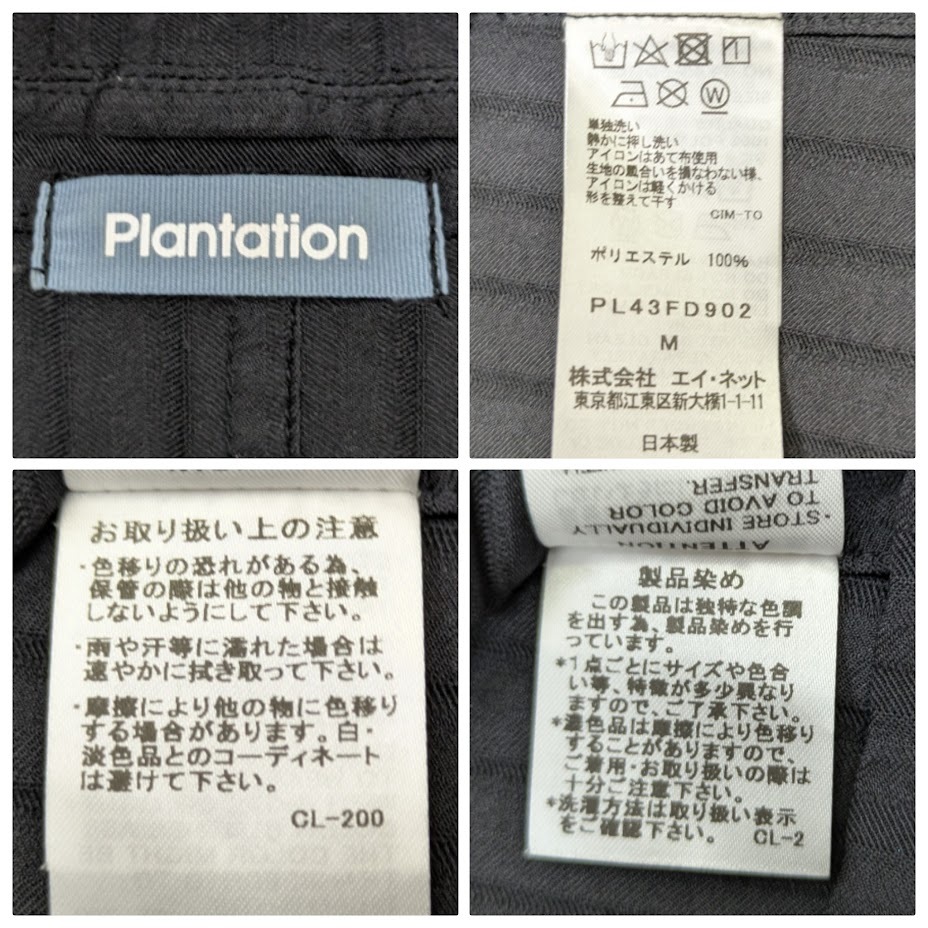 Plantation
W
単独洗い
静かに押し洗い
アイロンはあて布使用
生地の風合いを損なわない様、
アイロンは軽くかける
形を整えて干す
CIM-TO
ポリエステル 100%
PL43FD902
M
株式会社 エイ・ネット
東京都江東区新大橋1-1-11
日本製
お取り扱い上の注意
・色移りの恐れがある為、
保管の際は他の物と接触
しないようにして下さい。
・雨や汗等に濡れた場合は
速やかに拭き取って下さい。
・摩擦により他の物に色移り
する場合があります。白・
淡色品とのコーディネート
は避けて下さい。
CL-200
ATTENTION
・STORE INDIVIDUALLY
TO AVOID COLOR
TRANSFER.
製品染め
この製品は独特な色調
を出す為、製品染めを行
っています。
*1点ごとにサイズや色合
い等、特徴が多少異なり
ますので、ご了承下さい。
*濃色品は摩擦により色移り
することがありますので、
ご着用・お取り扱いの際は
十分ご注意下さい。
*洗濯方法は取り扱い表示
をご確認下さい。
CL-2